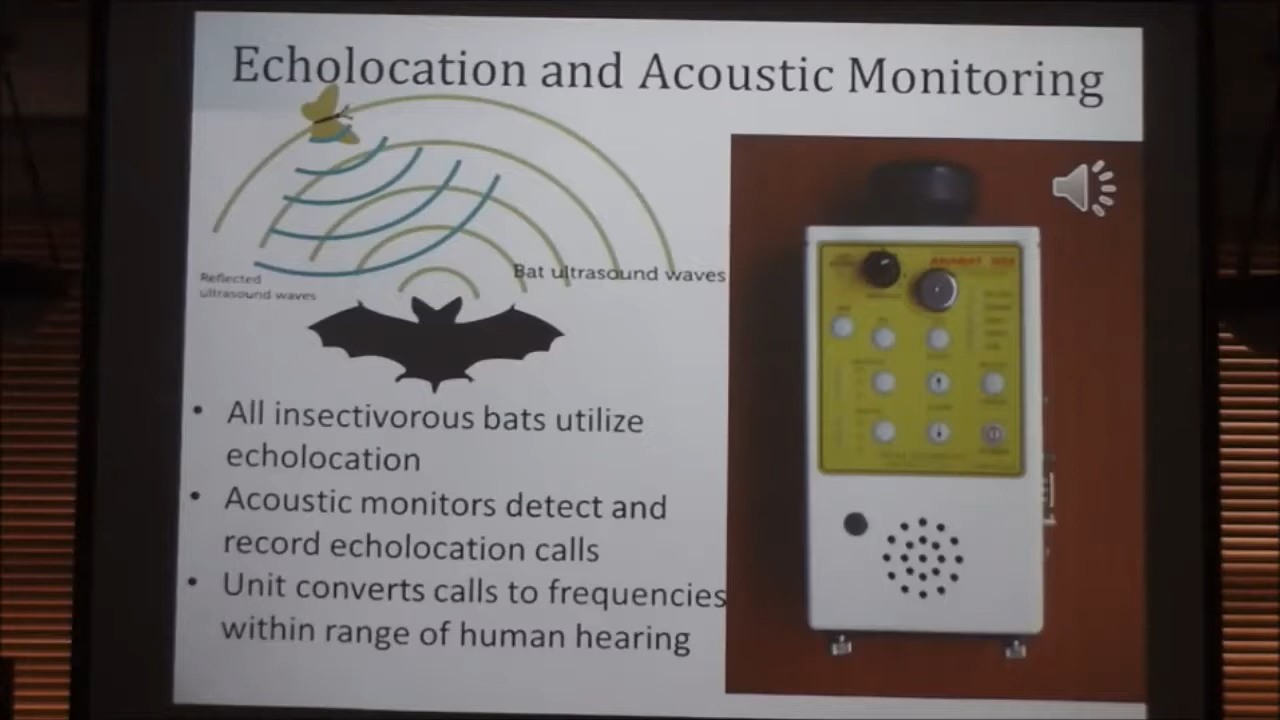 Echolocation and Acoustic Monitoring
Reflected
ultrasound waves
Bat ultrasound waves
• All insectivorous bats utilize
echolocation
• Acoustic monitors detect and
record echolocation calls
• Unit converts calls to frequencies
within range of human hearing